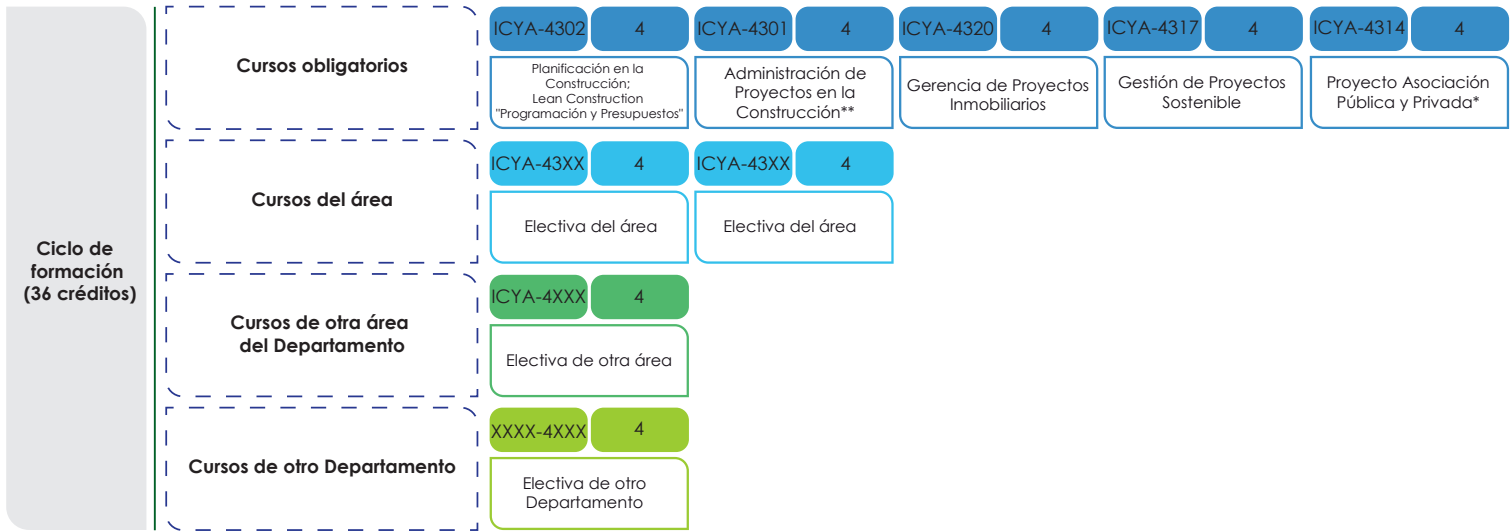 Ciclo de
formación
(36 créditos)
Cursos obligatorios
ICYA-4302 4
Planificación en la
Construcción;
Lean Construction
"Programación y Presupuestos"
ICYA-4301 4
Administración de
Proyectos en la
Construcción**
ICYA-4320 4
Gerencia de Proyectos
Inmobiliarios
ICYA-4317 4
Gestión de Proyectos
Sostenible
ICYA-4314 4
Proyecto Asociación
Pública y Privada*
Cursos del área
ICYA-43XX 4
Electiva del área
ICYA-43XX 4
Electiva del área
Cursos de otra área
del Departamento
ICYA-4XXX 4
Electiva de otra área
Cursos de otro Departamento
XXXX-4XXX 4
Electiva de otro
Departamento